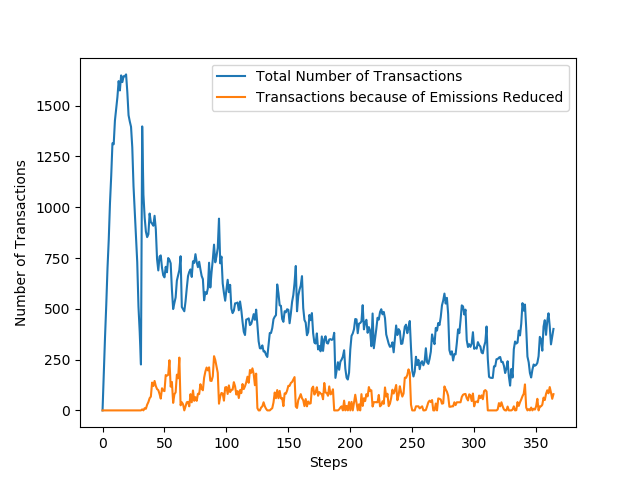 Total Number of Transactions
Transactions because of Emissions Reduced
Number of Transactions
1500
1250
1000
750
500
250
0
0 50 100 150 200 250 300 350
Steps